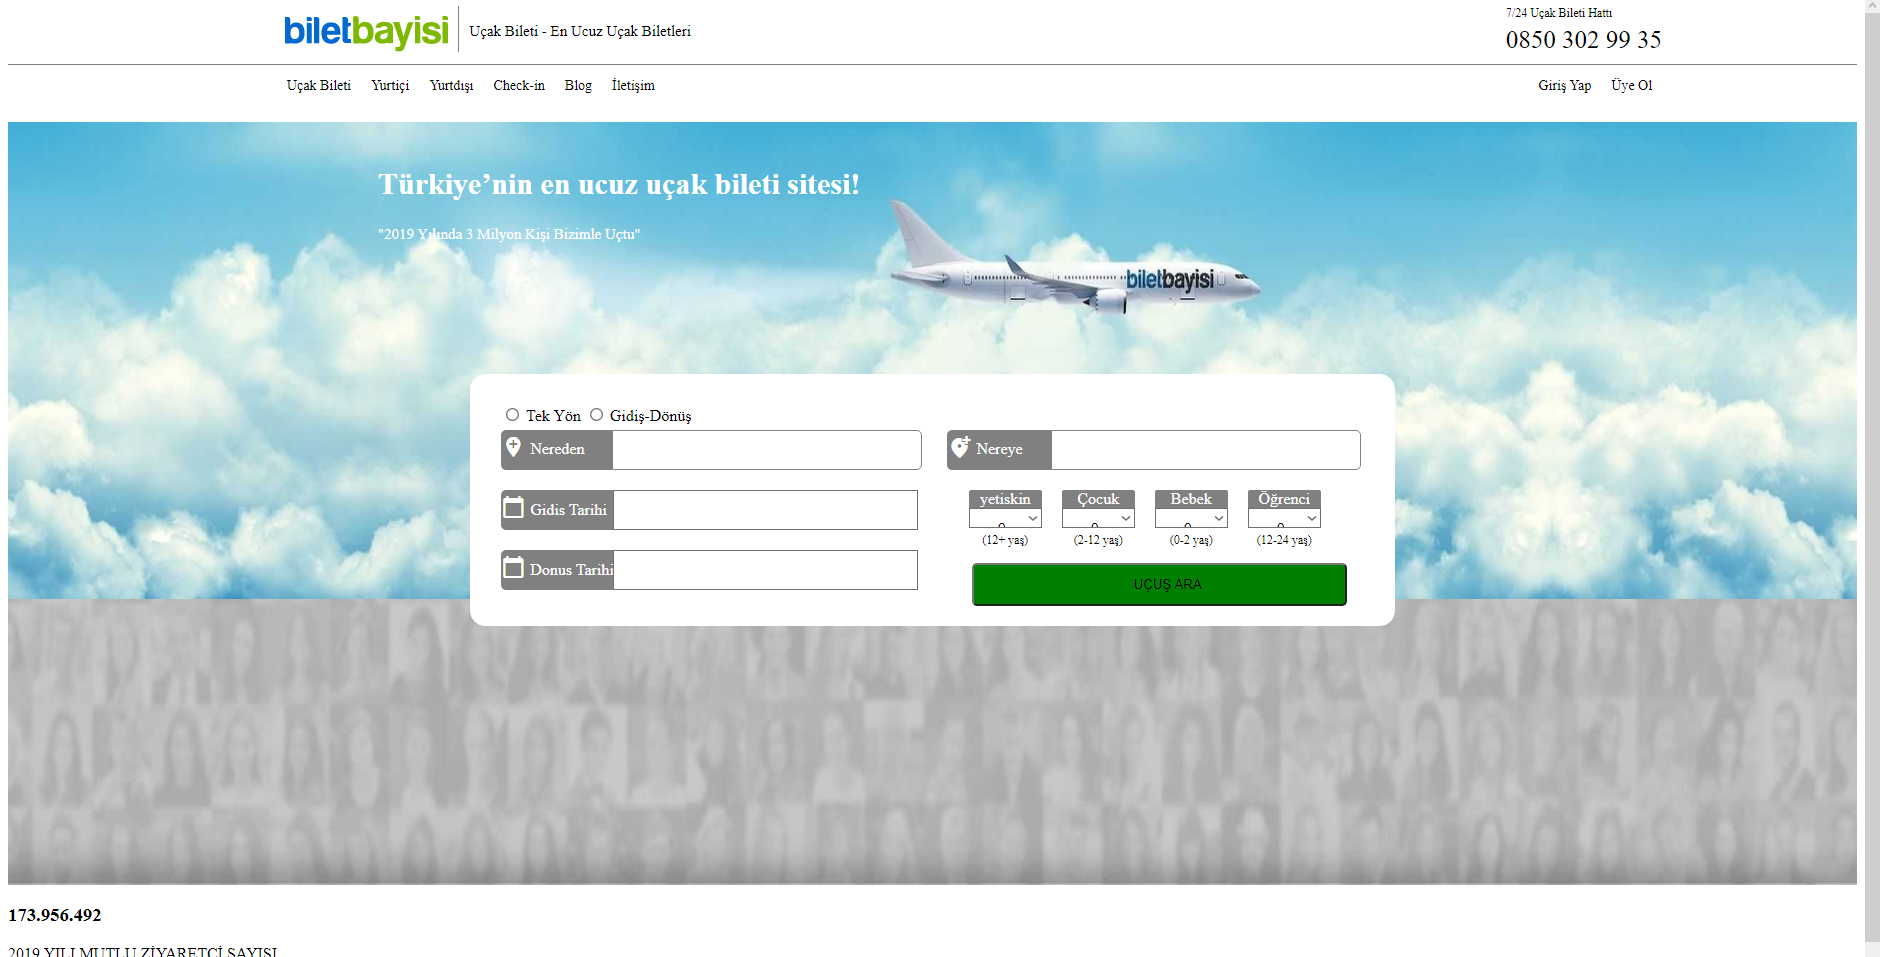 biletbayisi
Uçak Bileti - En Ucuz Uçak Biletleri
7/24 Uçak Bileti Hattı
0850 302 99 35
Uçak Bileti Yurtiçi Yurtdışı Check-in Blog İletişim
Giriş Yap Üye Ol
Türkiye’nin en ucuz uçak bileti sitesi!
"2019 Yılında 3 Milyon Kişi Bizimle Uçtu"
biletbayisi
Tek Yön Gidiş-Dönüş
Nereden
Nereye
Gidis Tarihi
yetiskin Çocuk Bebek Öğrenci
(12+ yaş) (2-12 yaş) (0-2 yaş) (12-24 yaş)
Donus Tarihi
UÇUŞ ARA
173.956.492
2019 YILI MUTLU ZİYARETÇİ SAYISI